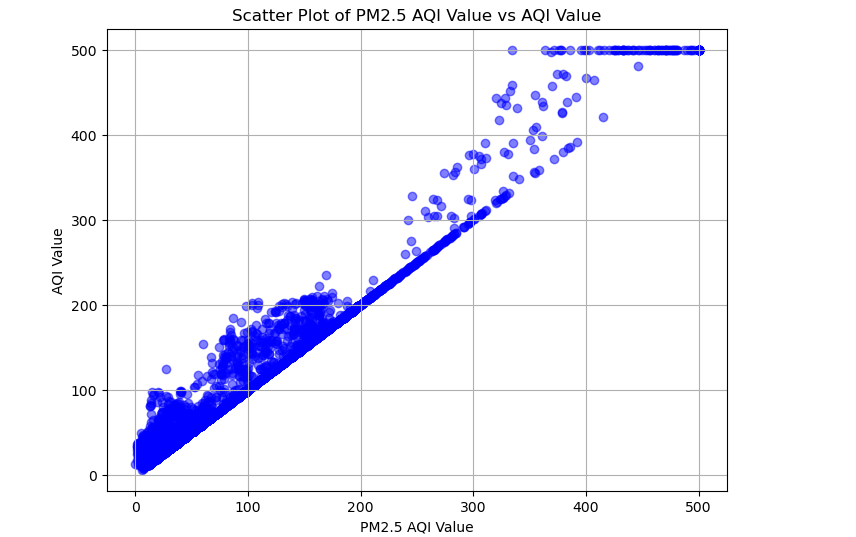 Scatter Plot of PM2.5 AQI Value vs AQI Value
500
400
300
200
100
0
AQI Value
0 100 200 300 400 500
PM2.5 AQI Value